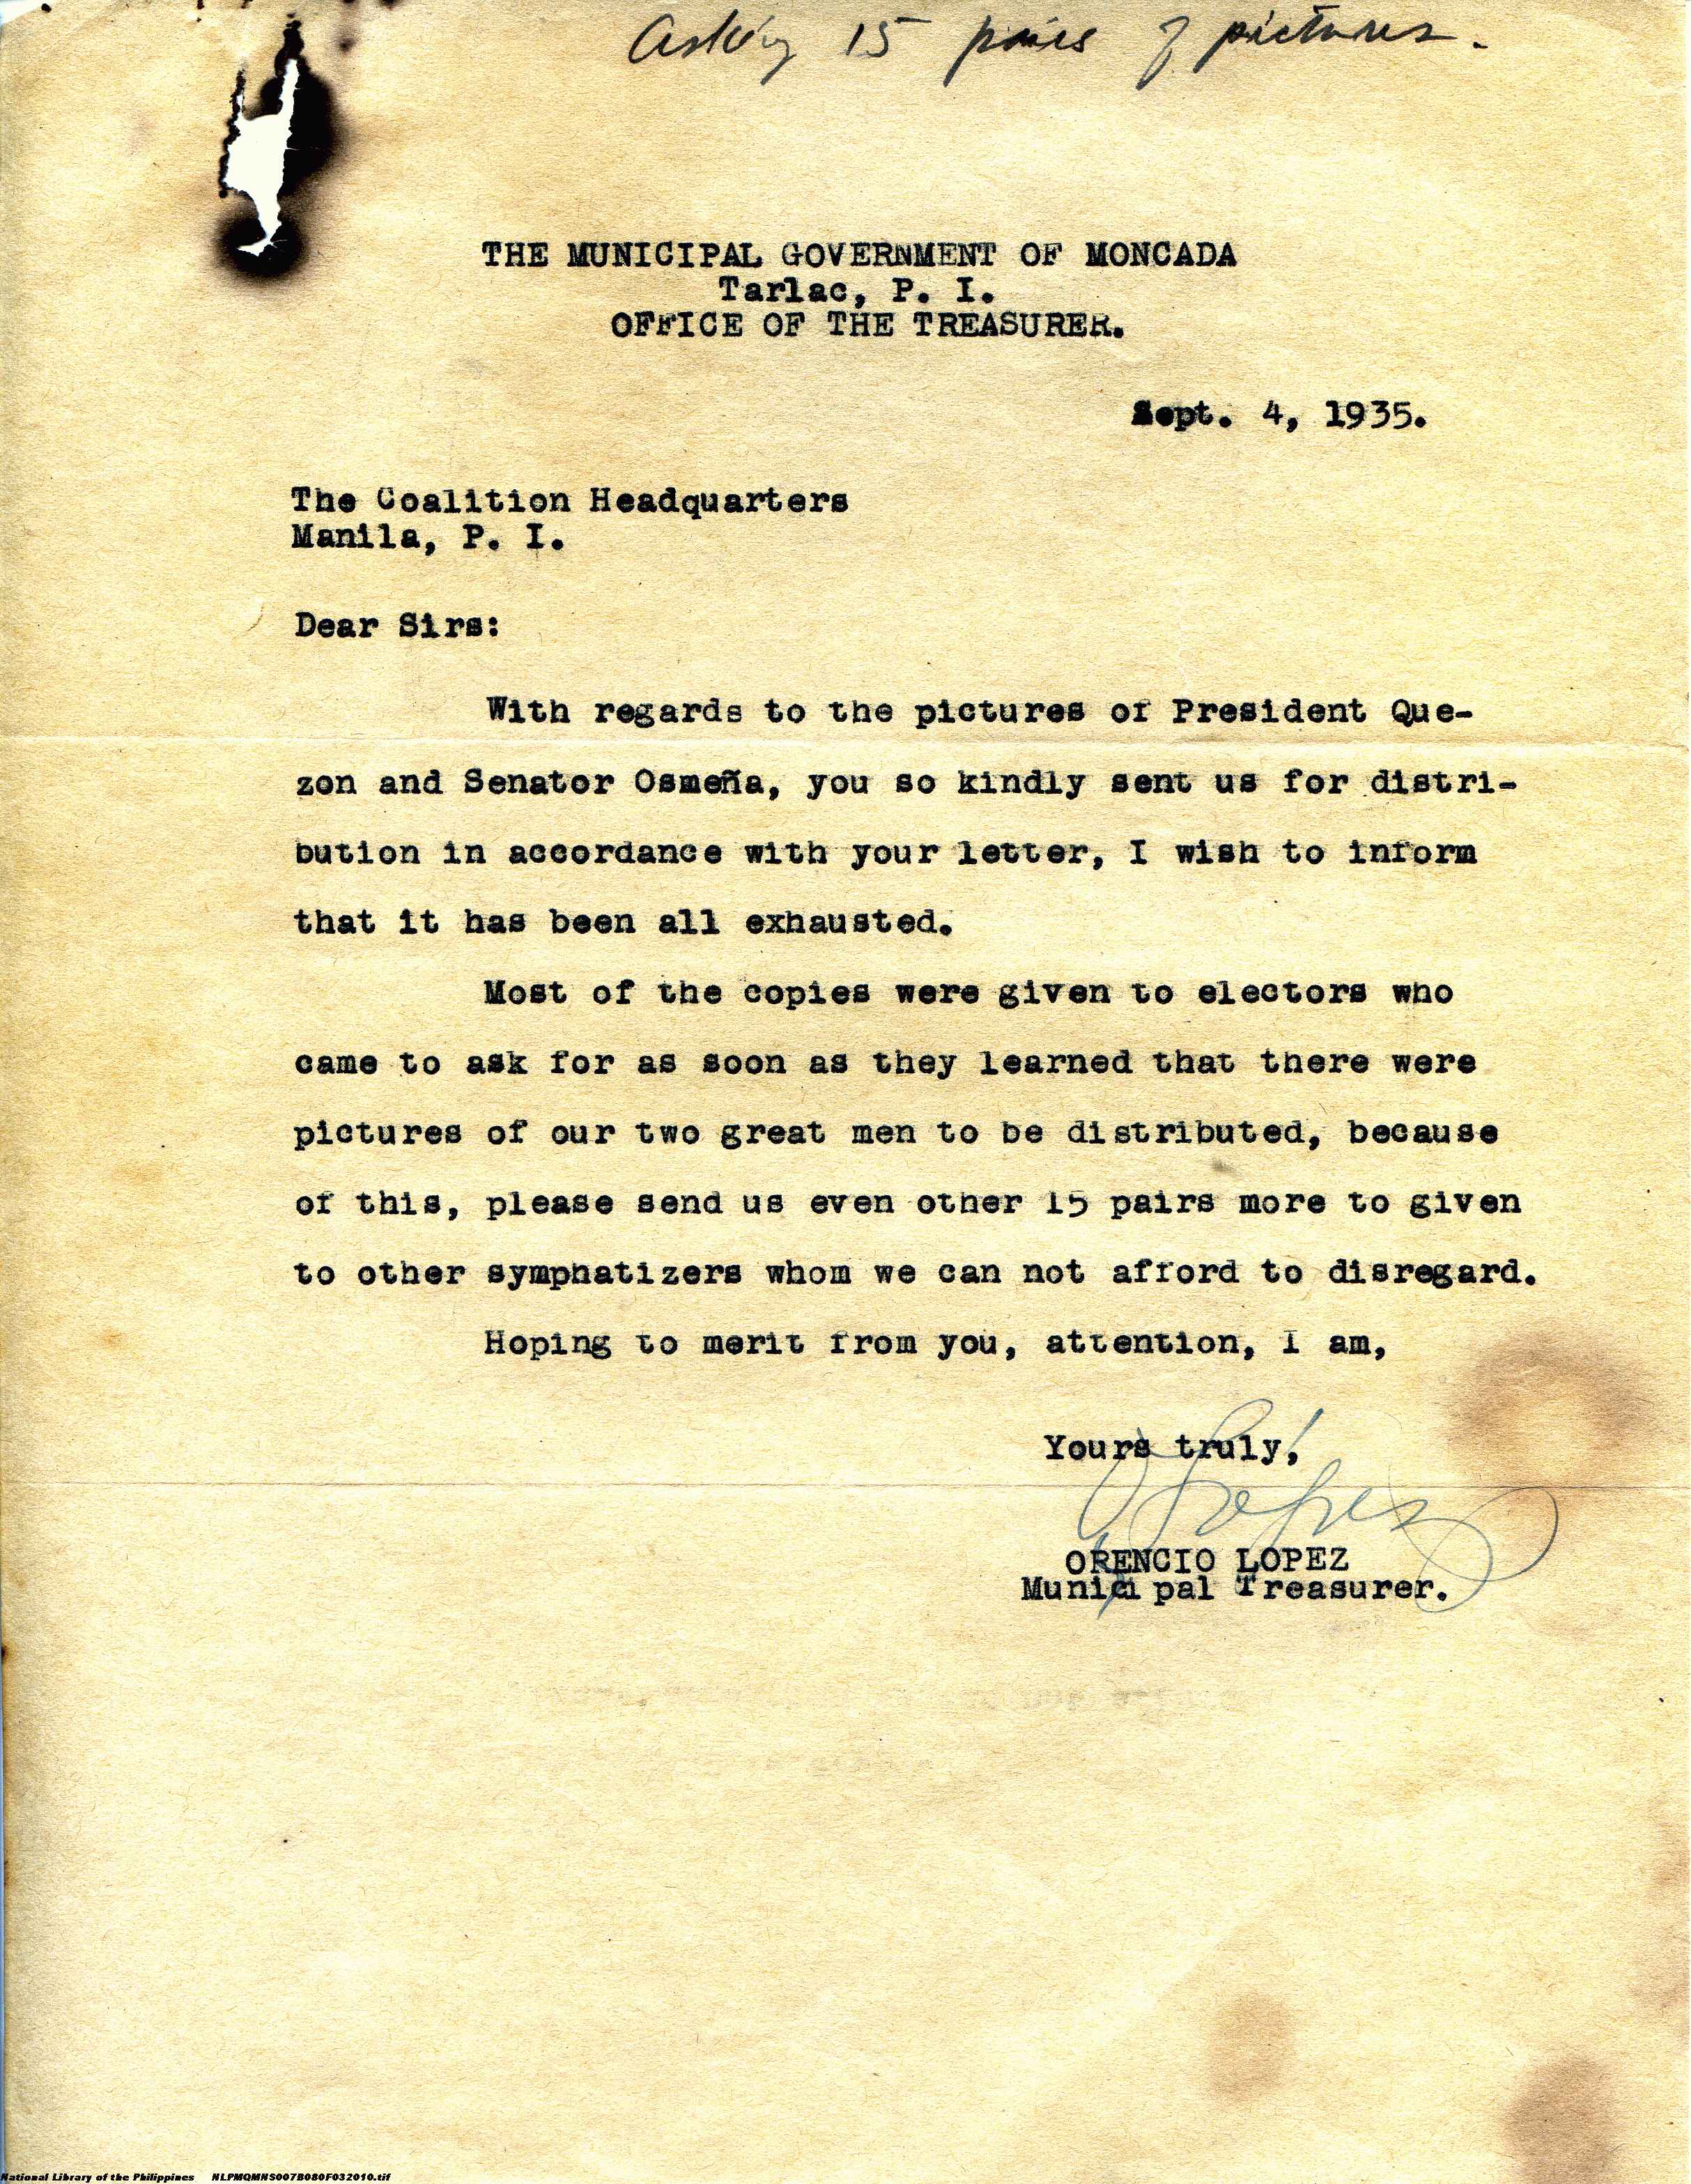 Asking 15 pairs of pictures.
THE MUNICIPAL GOVERNMENT OF MONCADA
Tarlac, P. I.
OFFICE OF THE TREASURER.
Sept. 4, 1935.
The Coalition Headquarters
Manila, P. I.
Dear Sirs:
With regards to the pictures of President Que-
zon and Senator Osmeña, you so kindly sent us for distri-
bution in accordance with your letter, I wish to inform
that it has been all exhausted.
Most of the copies were given to electors who
came to ask for as soon as they learned that there were
pictures of our two great men to be distributed, because
of this, please send us even other 15 pairs more to given
to other symphatizers whom we can not afford to disregard.
Hoping to merit from you, attention, I am,
Yours truly,
OLopez
ORENCIO LOPEZ
Municipal Treasurer.
National Library of the Philippines NLPMQMNS007B080F032010.tif